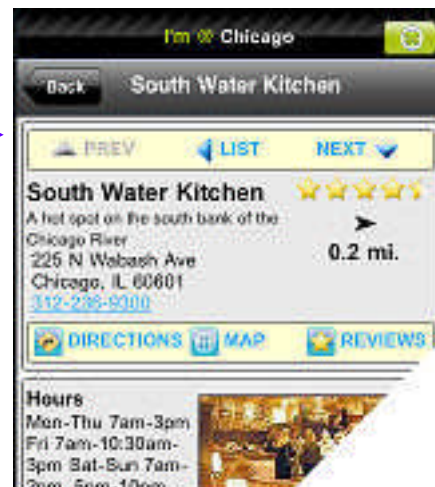 I'm @ Chicago
Back South Water Kitchen
PREV LIST NEXT
South Water Kitchen
A hot spot on the south bank of the
Chicago River
0.2 mi.
225 N Wabash Ave
Chicago, IL 60601
312-236-9300
DIRECTIONS MAP REVIEWS
Hours
Mon-Thu 7am-3pm
Fri 7am-10:30am-
3pm Sat-Sun 7am-